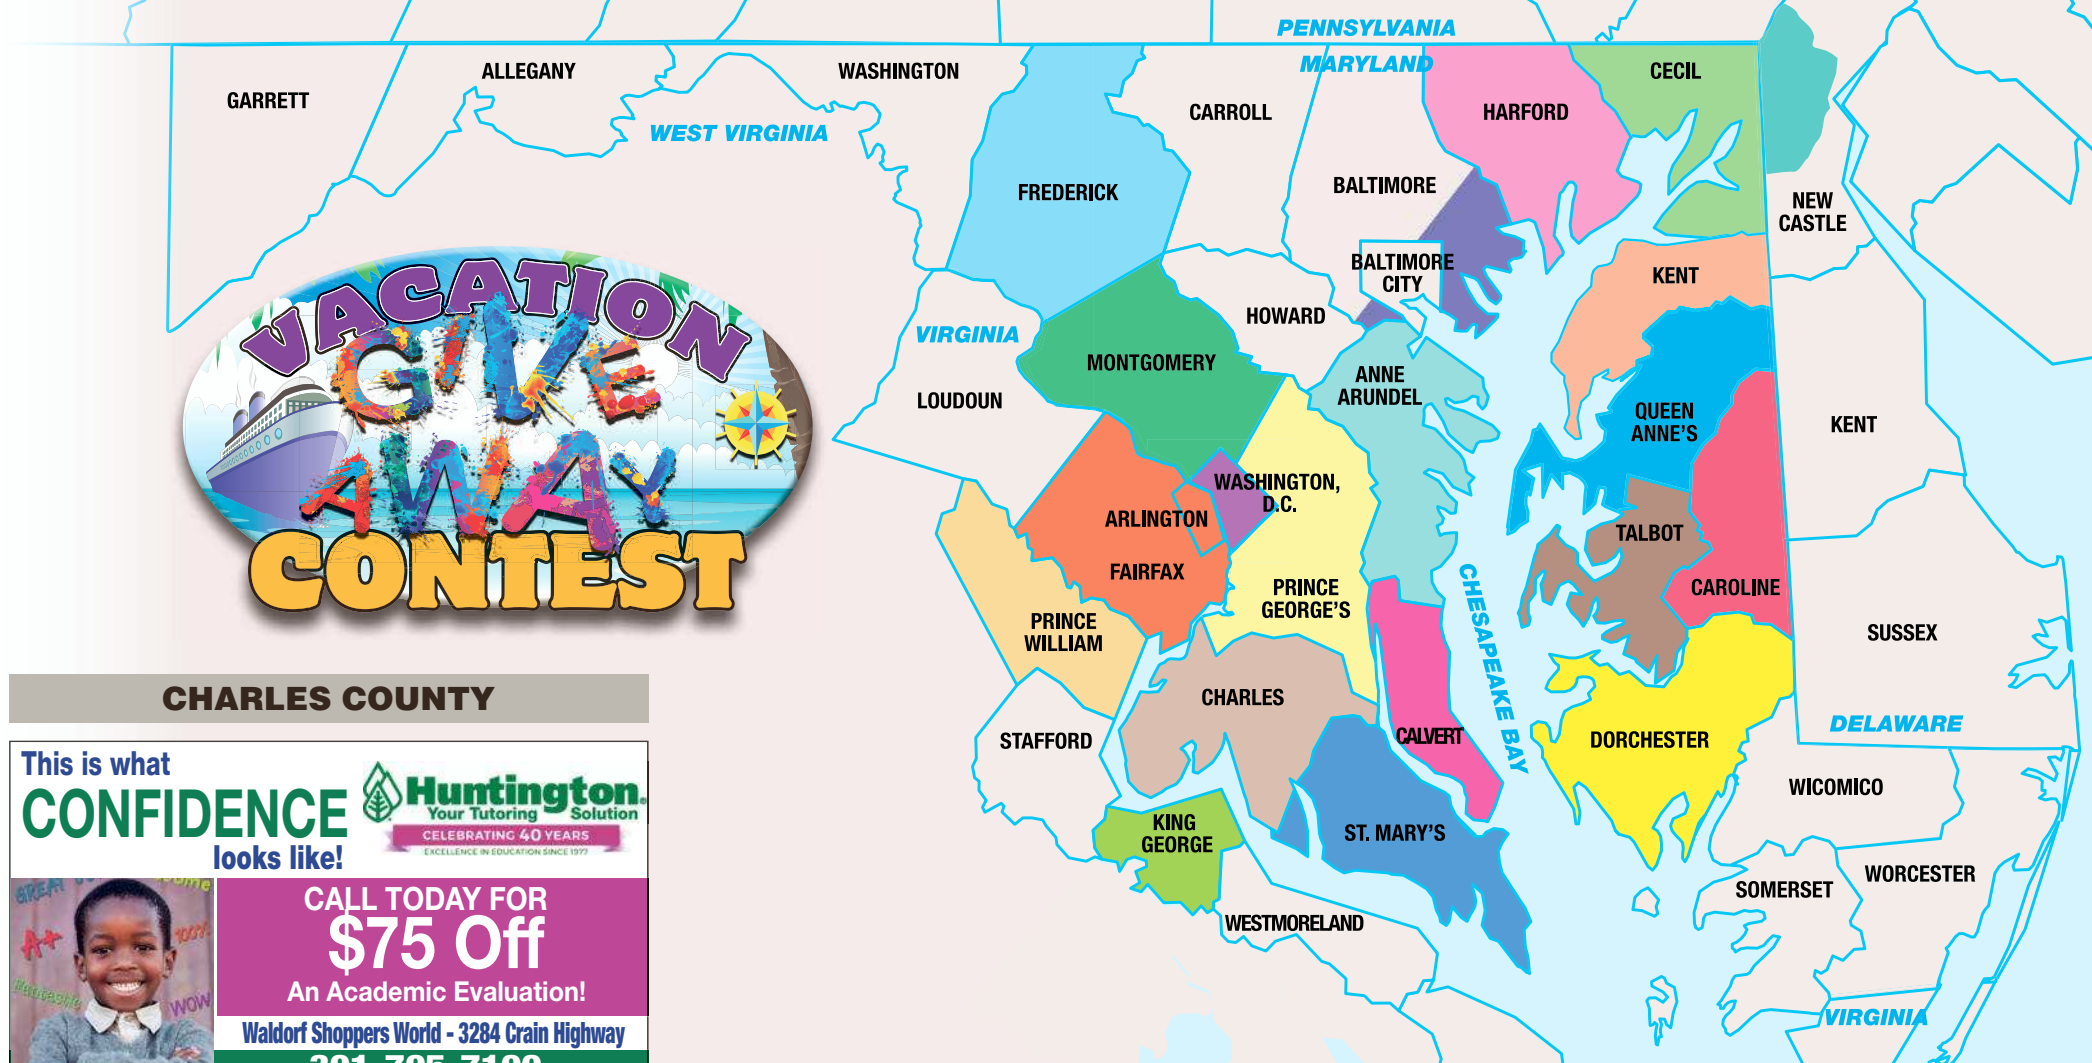 VACATION
GIVE
AWAY
CONTEST
PENNSYLVANIA
MARYLAND
GARRETT
ALLEGANY
WASHINGTON
WEST VIRGINIA
FREDERICK
CARROLL
BALTIMORE
HARFORD
CECIL
NEW
CASTLE
BALTIMORE
CITY
KENT
HOWARD
VIRGINIA
LOUDOUN
MONTGOMERY
ANNE
ARUNDEL
QUEEN
ANNE'S
KENT
WASHINGTON,
D.C.
ARLINGTON
FAIRFAX
TALBOT
CAROLINE
PRINCE
GEORGE'S
CHESAPEAKE BAY
PRINCE
WILLIAM
SUSSEX
DELAWARE
CHARLES
STAFFORD
CALVERT
DORCHESTER
WICOMICO
KING
GEORGE
ST. MARY'S
WORCESTER
SOMERSET
WESTMORELAND
VIRGINIA
CHARLES COUNTY
This is what
CONFIDENCE
looks like!
Huntington
Your Tutoring Solution
CELEBRATING 40 YEARS
EXCELLENCE IN EDUCATION SINCE 1977
GREAT
A+
100%
Fantastic
WOW
CALL TODAY FOR
$75 Off
An Academic Evaluation!
Waldorf Shoppers World - 3284 Crain Highway